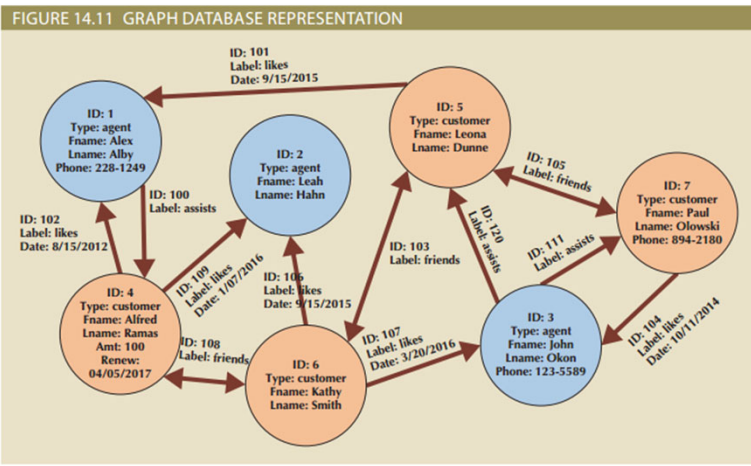 FIGURE 14.11 GRAPH DATABASE REPRESENTATION
ID: 101
Label: likes
Date: 9/15/2015
ID: 1
Type: agent
Fname: Alex
Lname: Alby
Phone: 228-1249
ID: 2
Type: agent
Fname: Leah
Lname: Hahn
ID: 5
Type: customer
Fname: Leona
Lname: Dunne
ID: 105
Label: friends
ID: 7
Type: customer
Fname: Paul
Lname: Olowski
Phone: 894-2180
ID: 102
Label: likes
Date: 8/15/2012
ID: 100
Label: assists
ID: 109
Label: likes
Date: 1/07/2016
ID: 106
Label: likes
Date: 9/15/2015
ID: 103
Label: friends
ID: 120
Label: assists
ID: 111
Label: assists
ID: 4
Type: customer
Fname: Alfred
Lname: Ramas
Amt: 100
Renew:
04/05/2017
ID: 108
Label: friends
ID: 6
Type: customer
Fname: Kathy
Lname: Smith
ID: 107
Label: likes
Date: 3/20/2016
ID: 3
Type: agent
Fname: John
Lname: Okon
Phone: 123-5589
ID: 104
Label: likes
Date: 10/11/2014